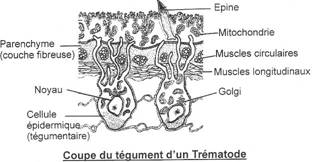 Epine
Mitochondrie
Parenchyme
(couche fibreuse)
Muscles circulaires
Muscles longitudinaux
Noyau
Golgi
Cellule
épidermique
(tégumentaire)
Coupe du tégument d'un Trématode